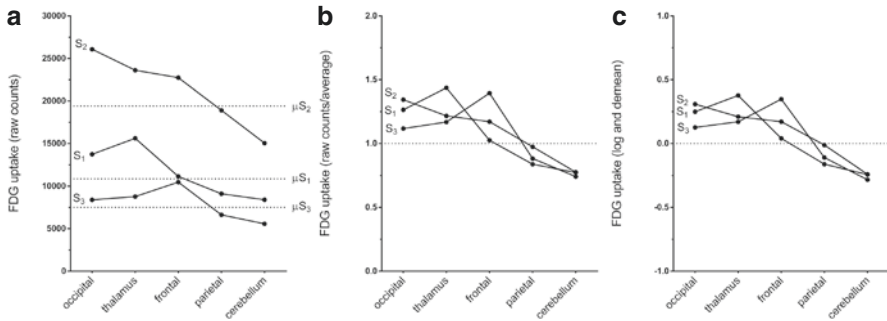 a
FDG uptake (raw counts)
30000
25000
20000
15000
10000
5000
0
S2
S1
S3
μS2
μS1
μS3
occipital
thalamus
frontal
parietal
cerebellum
b
FDG uptake (raw counts/average)
2.0
1.5
1.0
0.5
0.0
S2
S1
S3
occipital
thalamus
frontal
parietal
cerebellum
c
FDG uptake (log and demean)
1.0
0.5
0.0
-0.5
-1.0
S2
S1
S3
occipital
thalamus
frontal
parietal
cerebellum